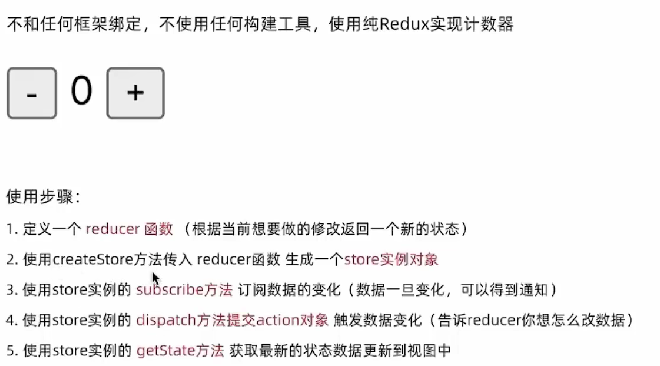 不和任何框架绑定，不使用任何构建工具，使用纯Redux实现计数器
- 0 +
使用步骤：
1. 定义一个 reducer 函数 （根据当前想要做的修改返回一个新的状态）
2. 使用createStore方法传入 reducer函数 生成一个store实例对象
3. 使用store实例的 subscribe方法 订阅数据的变化（数据一旦变化，可以得到通知）
4. 使用store实例的 dispatch方法提交action对象 触发数据变化（告诉reducer你想怎么改数据）
5. 使用store实例的 getState方法 获取最新的状态数据更新到视图中